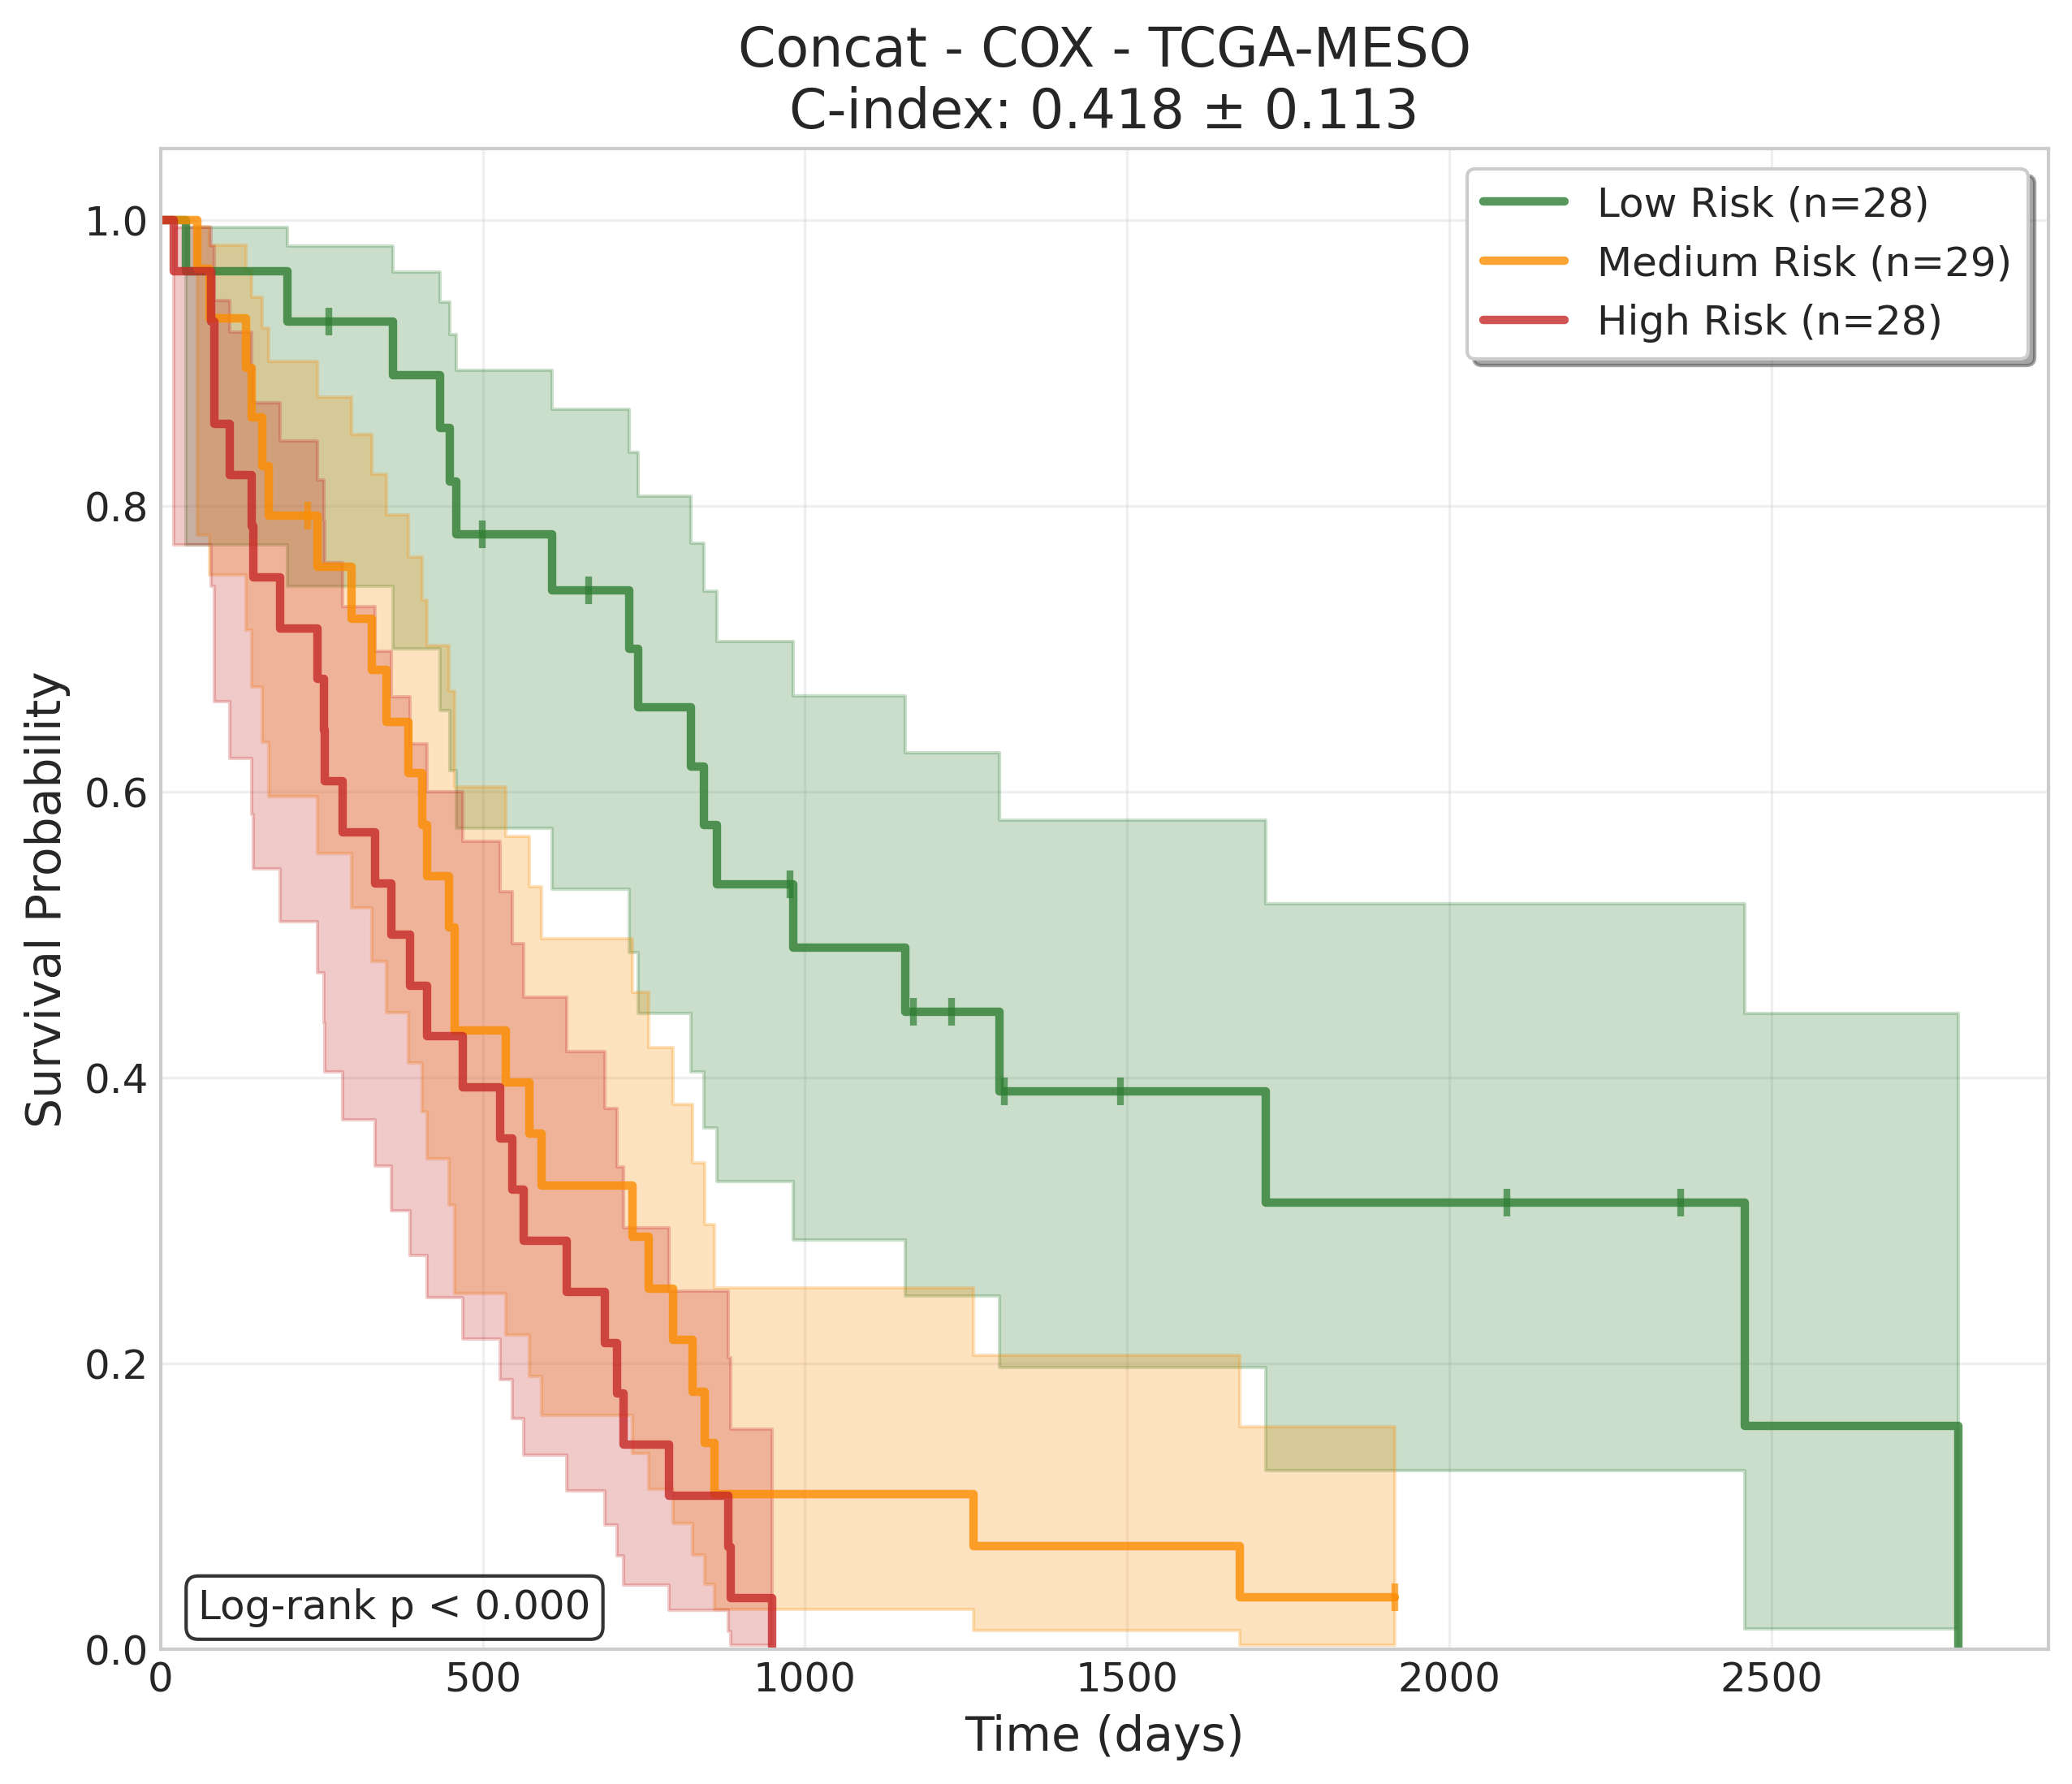 Concat - COX - TCGA-MESO
C-index: 0.418 ± 0.113
Low Risk (n=28)
Medium Risk (n=29)
High Risk (n=28)
Survival Probability
1.0
0.8
0.6
0.4
0.2
0.0
Log-rank p < 0.000
0
500
1000
1500
2000
2500
Time (days)